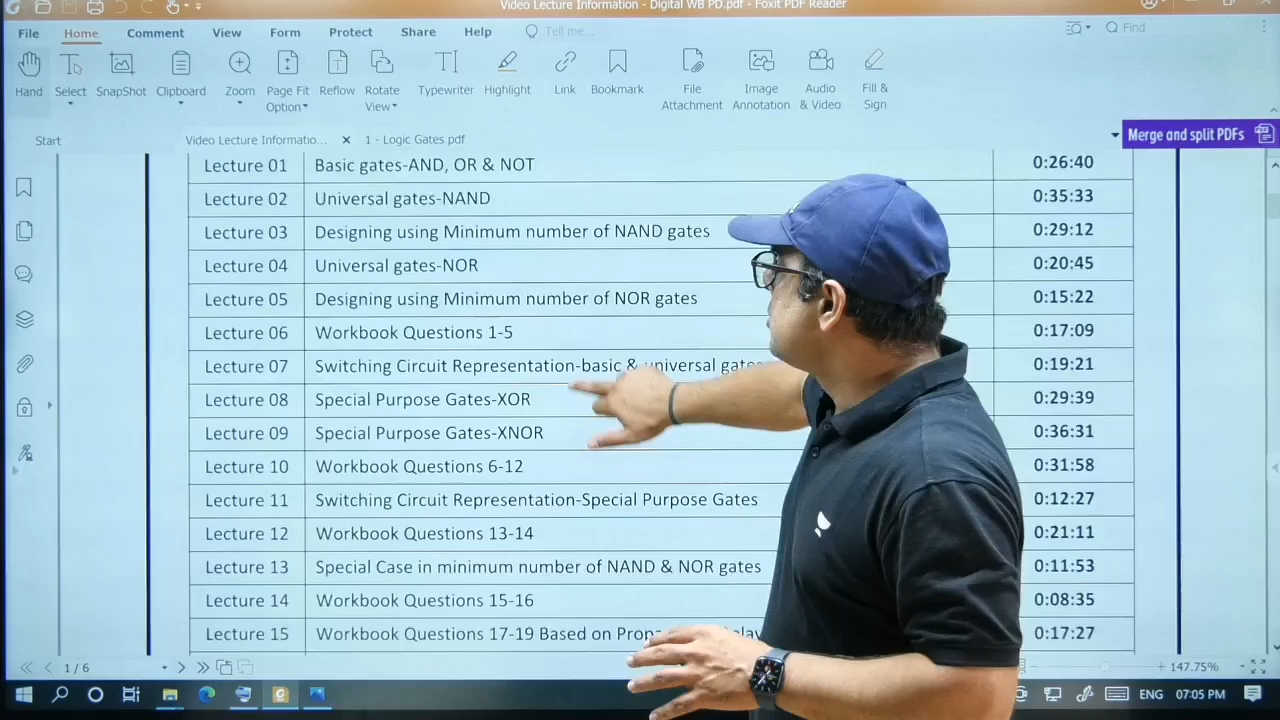 Video Lecture Information - Digital WB PD.pdf - Foxit PDF Reader
File Home Comment View Form Protect Share Help Tell me... Find
Hand Select SnapShot Clipboard Zoom Page Fit Option Reflow Rotate View Typewriter Highlight Link Bookmark File Attachment Image Annotation Audio & Video Fill & Sign
Start Video Lecture Informatio... 1 - Logic Gates.pdf Merge and split PDFs
Lecture 01 Basic gates-AND, OR & NOT 0:26:40
Lecture 02 Universal gates-NAND 0:35:33
Lecture 03 Designing using Minimum number of NAND gates 0:29:12
Lecture 04 Universal gates-NOR 0:20:45
Lecture 05 Designing using Minimum number of NOR gates 0:15:22
Lecture 06 Workbook Questions 1-5 0:17:09
Lecture 07 Switching Circuit Representation-basic & universal gates 0:19:21
Lecture 08 Special Purpose Gates-XOR 0:29:39
Lecture 09 Special Purpose Gates-XNOR 0:36:31
Lecture 10 Workbook Questions 6-12 0:31:58
Lecture 11 Switching Circuit Representation-Special Purpose Gates 0:12:27
Lecture 12 Workbook Questions 13-14 0:21:11
Lecture 13 Special Case in minimum number of NAND & NOR gates 0:11:53
Lecture 14 Workbook Questions 15-16 0:08:35
Lecture 15 Workbook Questions 17-19 Based on 0:17:27
1 / 6 147.75%
ENG 07:05 PM